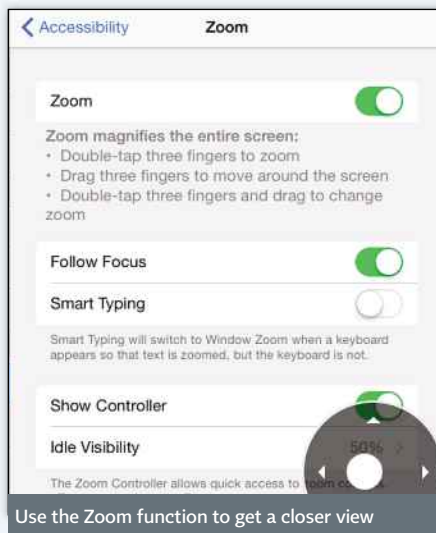 Accessibility Zoom
Zoom
Zoom magnifies the entire screen:
• Double-tap three fingers to zoom
• Drag three fingers to move around the screen
• Double-tap three fingers and drag to change
zoom
Follow Focus
Smart Typing
Smart Typing will switch to Window Zoom when a keyboard
appears so that text is zoomed, but the keyboard is not.
Show Controller
Idle Visibility 50%
The Zoom Controller allows quick access to zoom
Use the Zoom function to get a closer view